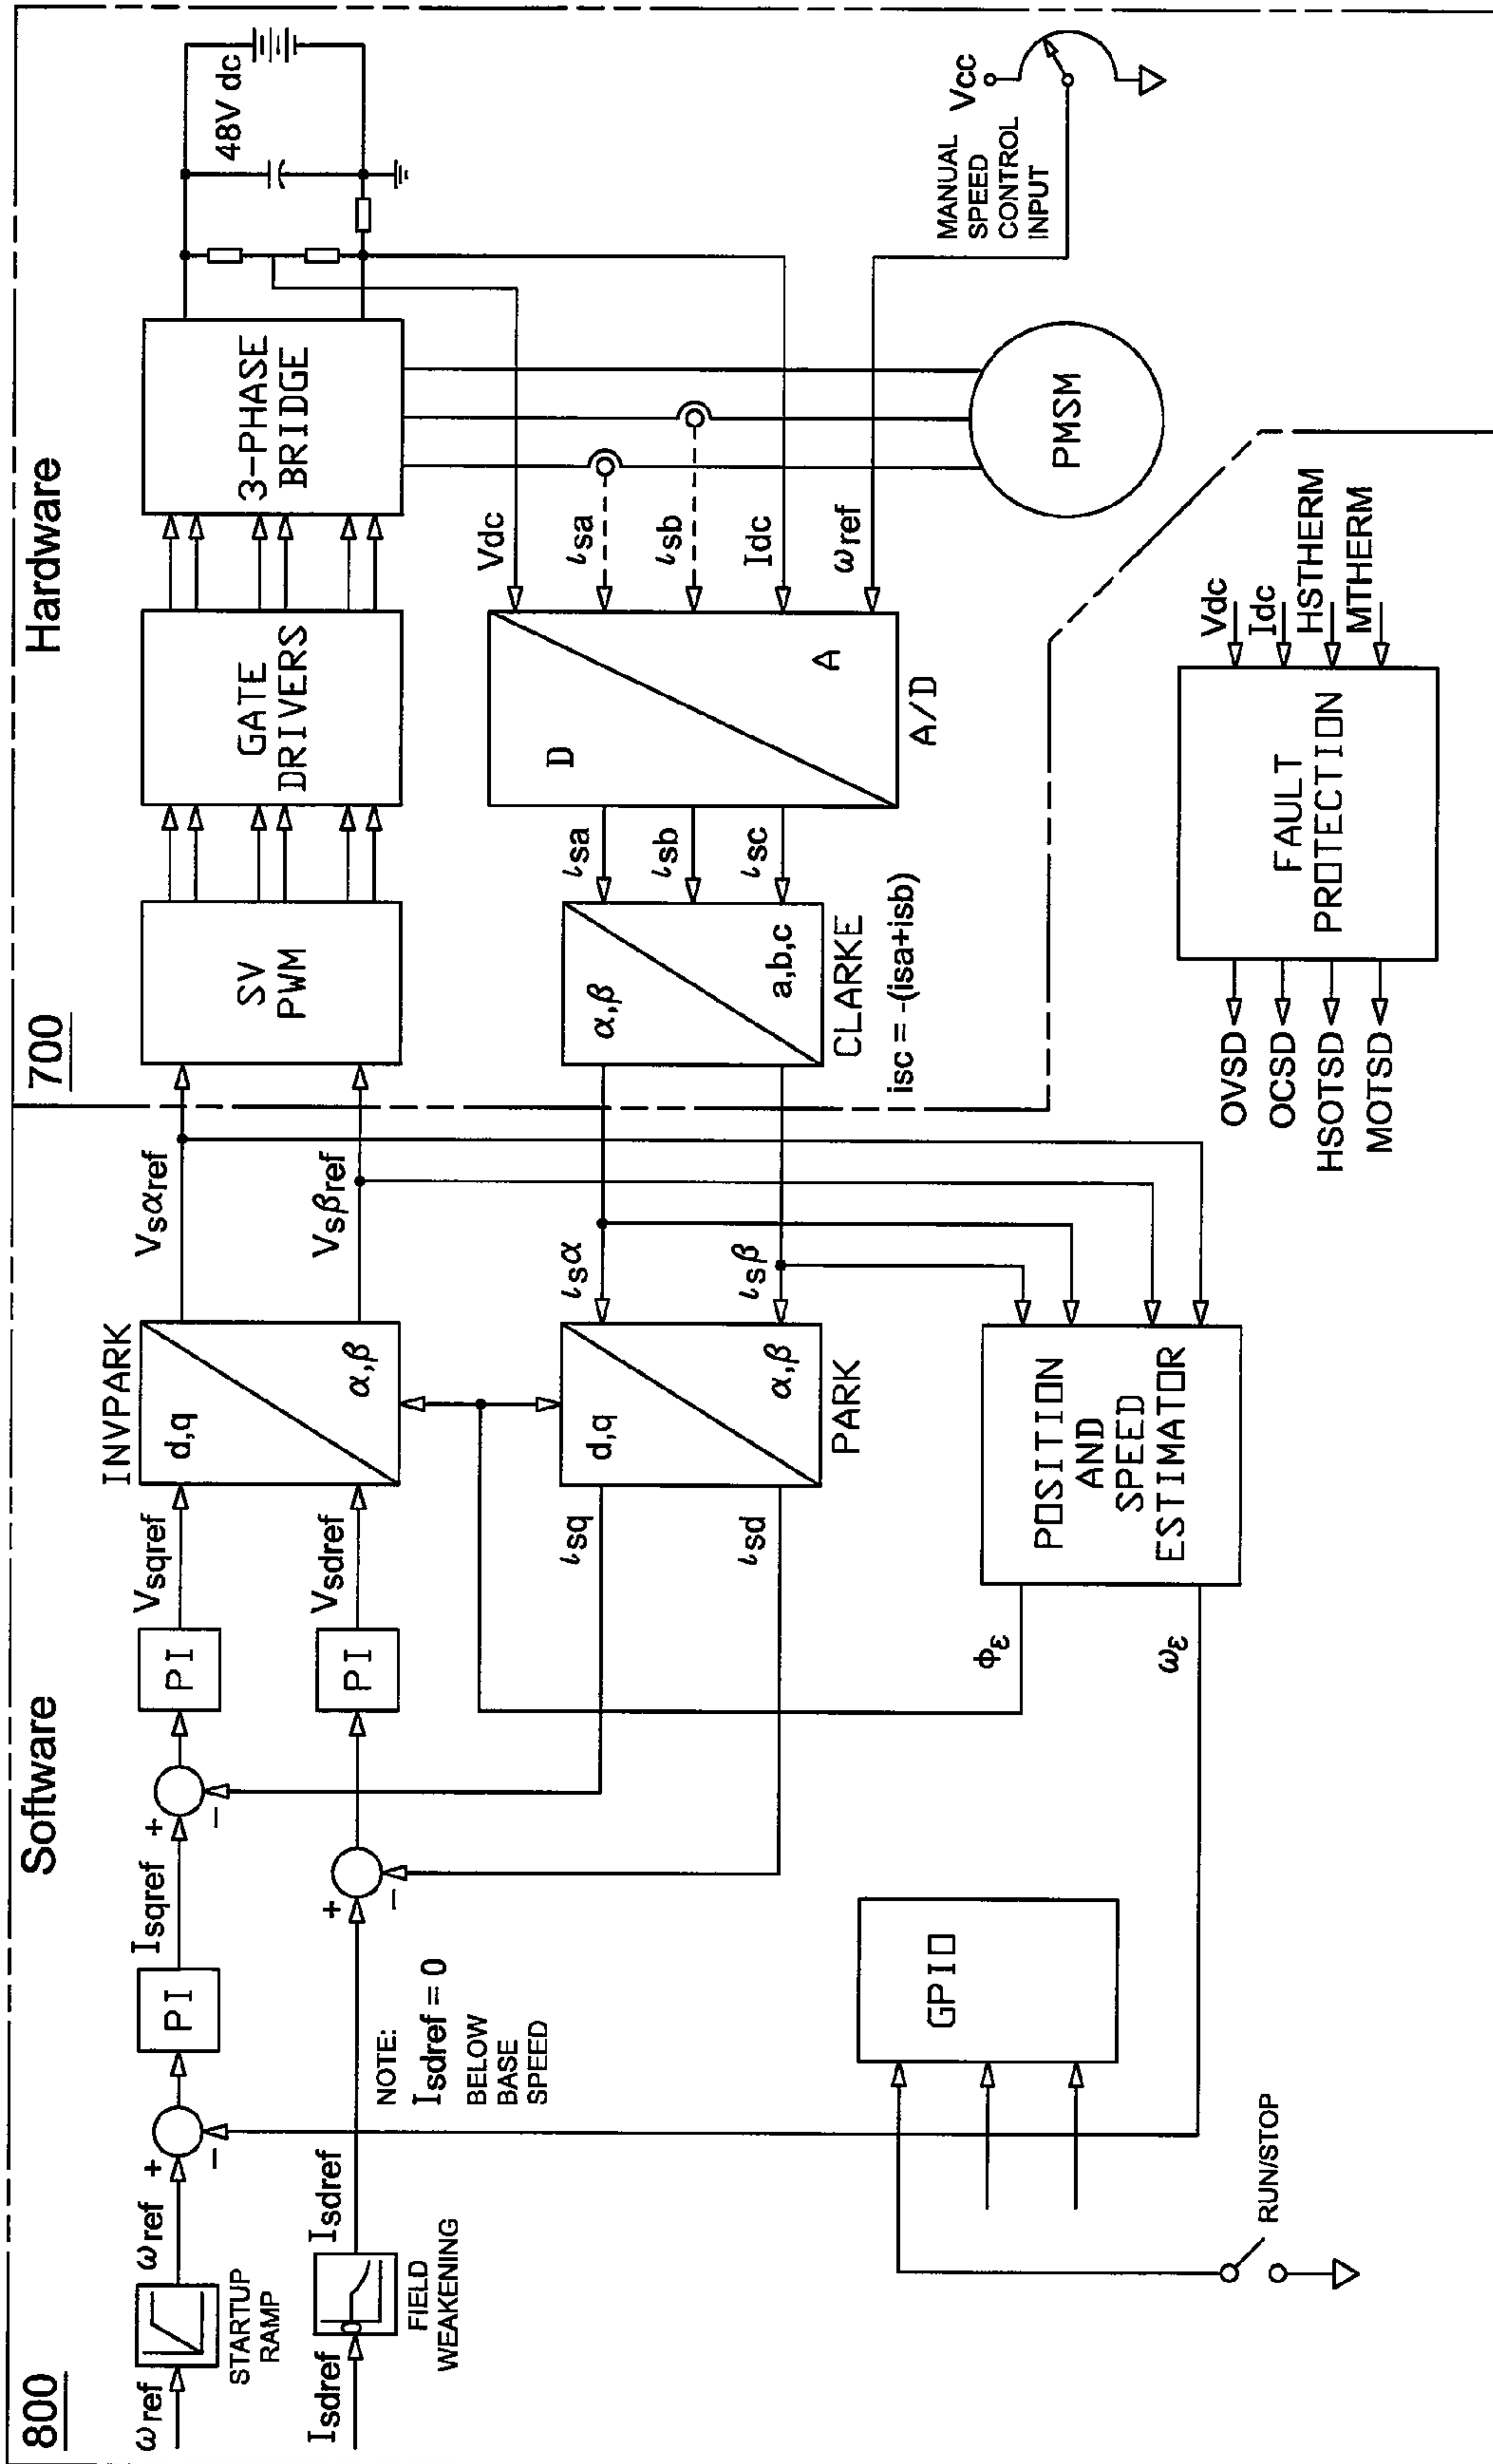 800
Software
700
Hardware
ωref
STARTUP
RAMP
ωref
+
−
PI
Isqref
+
−
PI
Vsqref
INVPARK
d,q
α,β
Vsαref
Vsβref
SV
PWM
GATE
DRIVERS
3-PHASE
BRIDGE
48V dc
Isdref
FIELD
WEAKENING
Isdref
NOTE:
Isdref = 0
BELOW
BASE
SPEED
+
−
PI
Vsdref
ιsq
ιsd
d,q
α,β
PARK
ιsα
ιsβ
α,β
a,b,c
CLARKE
isc = -(isa+isb)
ιsa
ιsb
ιsc
D
A
A/D
Vdc
ιsa
ιsb
Idc
ωref
MANUAL
SPEED
CONTROL
INPUT
Vcc
PMSM
GPIO
RUN/STOP
ϕε
ωε
POSITION
AND
SPEED
ESTIMATOR
OVSD
OCSD
HSOTSD
MOTSD
FAULT
PROTECTION
Vdc
Idc
HSTHERM
MTHERM